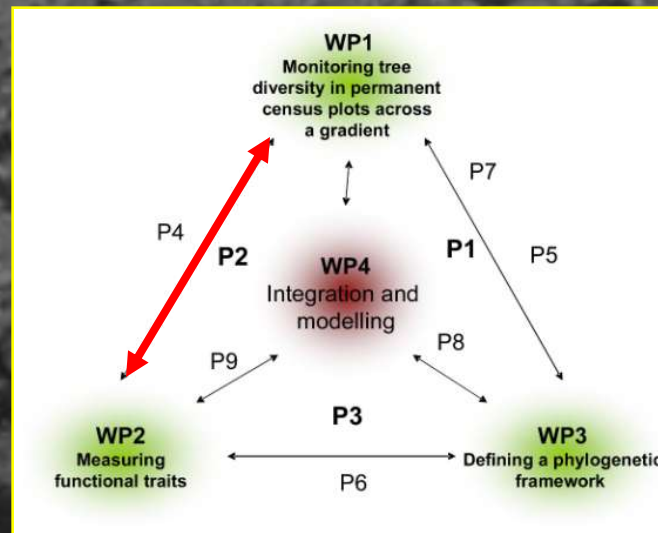 WP1
Monitoring tree
diversity in permanent
census plots across
a gradient
P7
P4
P2
P1
P5
WP4
Integration and
modelling
P9
P8
P3
WP2
Measuring
functional traits
P6
WP3
Defining a phylogenetic
framework